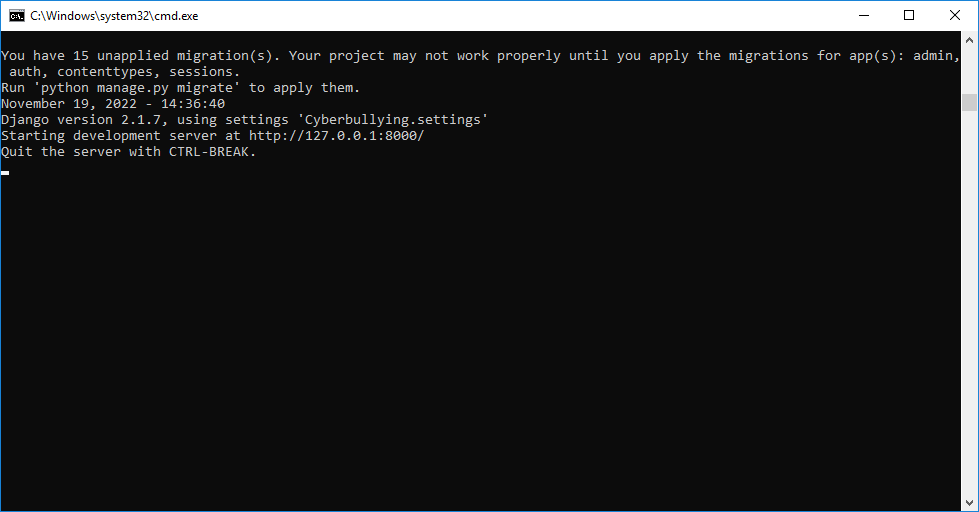 C:\Windows\system32\cmd.exe
You have 15 unapplied migration(s). Your project may not work properly until you apply the migrations for app(s): admin,
 auth, contenttypes, sessions.
Run 'python manage.py migrate' to apply them.
November 19, 2022 - 14:36:40
Django version 2.1.7, using settings 'Cyberbullying.settings'
Starting development server at http://127.0.0.1:8000/
Quit the server with CTRL-BREAK.